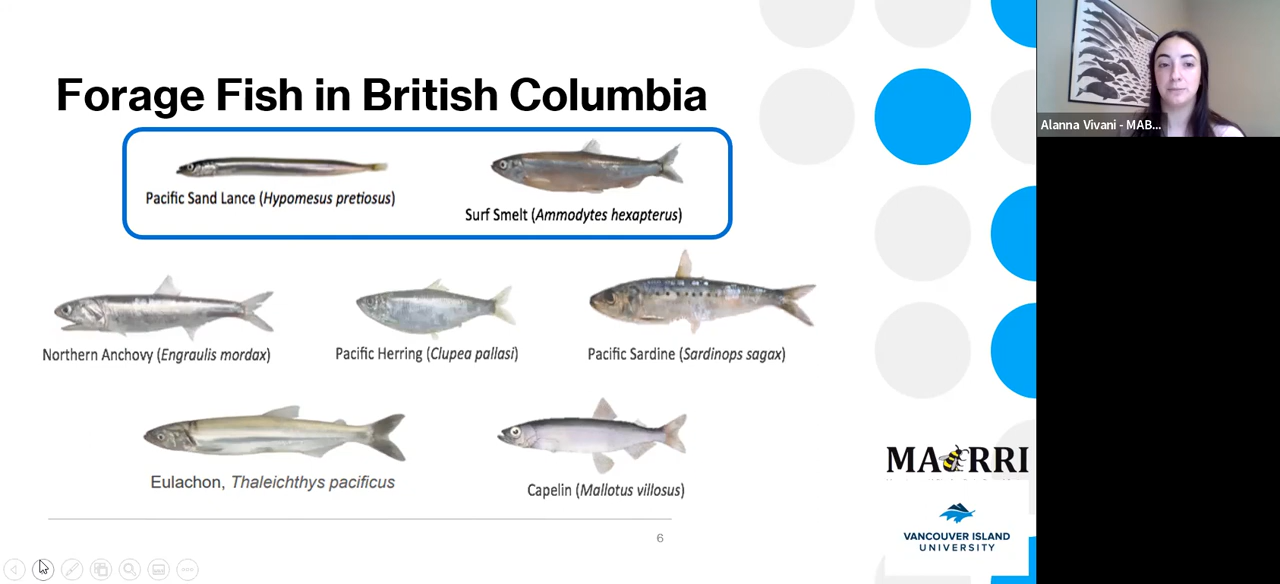 Forage Fish in British Columbia
Pacific Sand Lance (Hypomesus pretiosus)
Surf Smelt (Ammodytes hexapterus)
Northern Anchovy (Engraulis mordax)
Pacific Herring (Clupea pallasi)
Pacific Sardine (Sardinops sagax)
Eulachon, Thaleichthys pacificus
Capelin (Mallotus villosus)
6
MABRRI
VANCOUVER ISLAND
UNIVERSITY
Alanna Vivani - MAB...